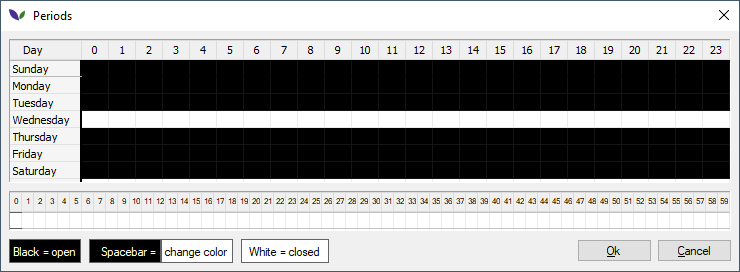 Periods
Day 0 1 2 3 4 5 6 7 8 9 10 11 12 13 14 15 16 17 18 19 20 21 22 23
Sunday
Monday
Tuesday
Wednesday
Thursday
Friday
Saturday
0 1 2 3 4 5 6 7 8 9 10 11 12 13 14 15 16 17 18 19 20 21 22 23 24 25 26 27 28 29 30 31 32 33 34 35 36 37 38 39 40 41 42 43 44 45 46 47 48 49 50 51 52 53 54 55 56 57 58 59
Black = open Spacebar = change color White = closed Ok Cancel